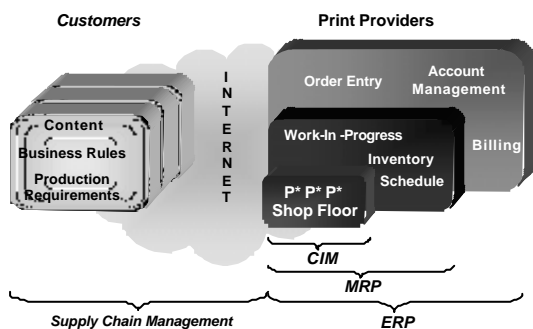 Customers
Print Providers
INTERNET
Order Entry
Account
Management
Content
Business Rules
Production
Requirements
Work-In -Progress
Inventory
Schedule
Billing
P* P* P*
Shop Floor
CIM
MRP
Supply Chain Management
ERP